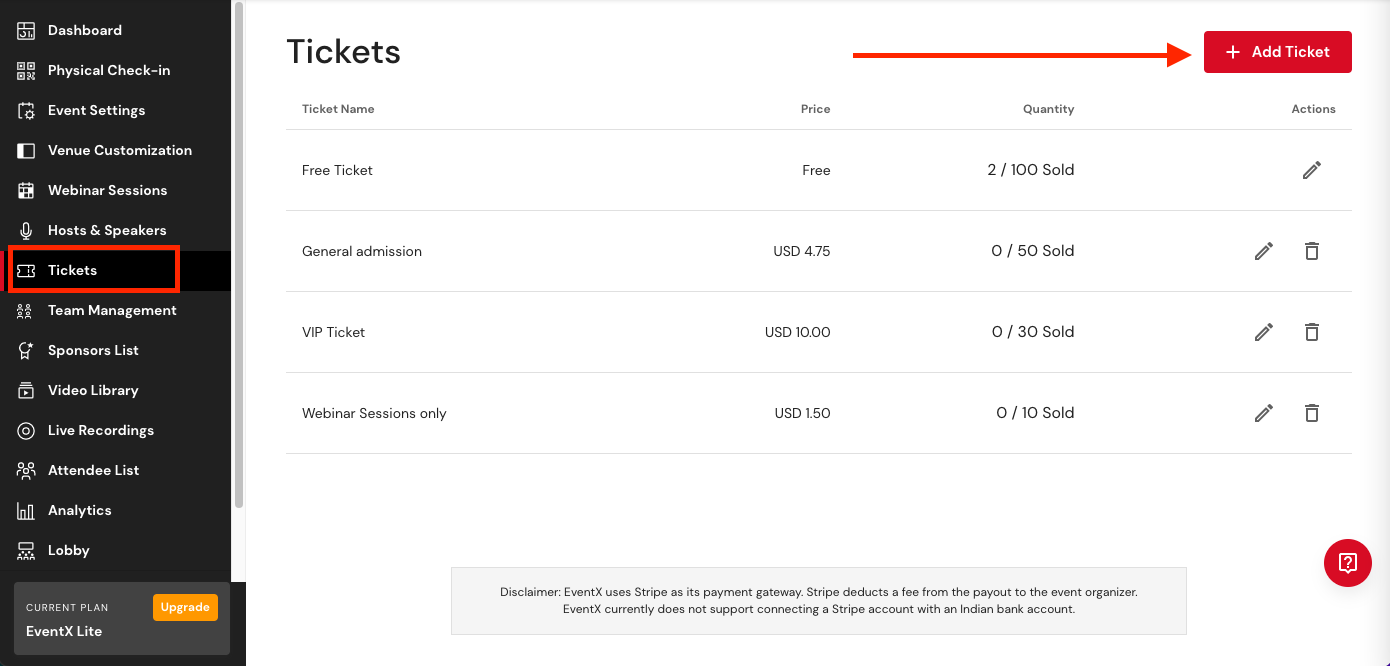 Dashboard
Physical Check-in
Event Settings
Venue Customization
Webinar Sessions
Hosts & Speakers
Tickets
Team Management
Sponsors List
Video Library
Live Recordings
Attendee List
Analytics
Lobby
CURRENT PLAN
EventX Lite
Upgrade
Tickets
+ Add Ticket
Ticket Name Price Quantity Actions
Free Ticket Free 2 / 100 Sold
General admission USD 4.75 0 / 50 Sold
VIP Ticket USD 10.00 0 / 30 Sold
Webinar Sessions only USD 1.50 0 / 10 Sold
Disclaimer: EventX uses Stripe as its payment gateway. Stripe deducts a fee from the payout to the event organizer.
EventX currently does not support connecting a Stripe account with an Indian bank account.